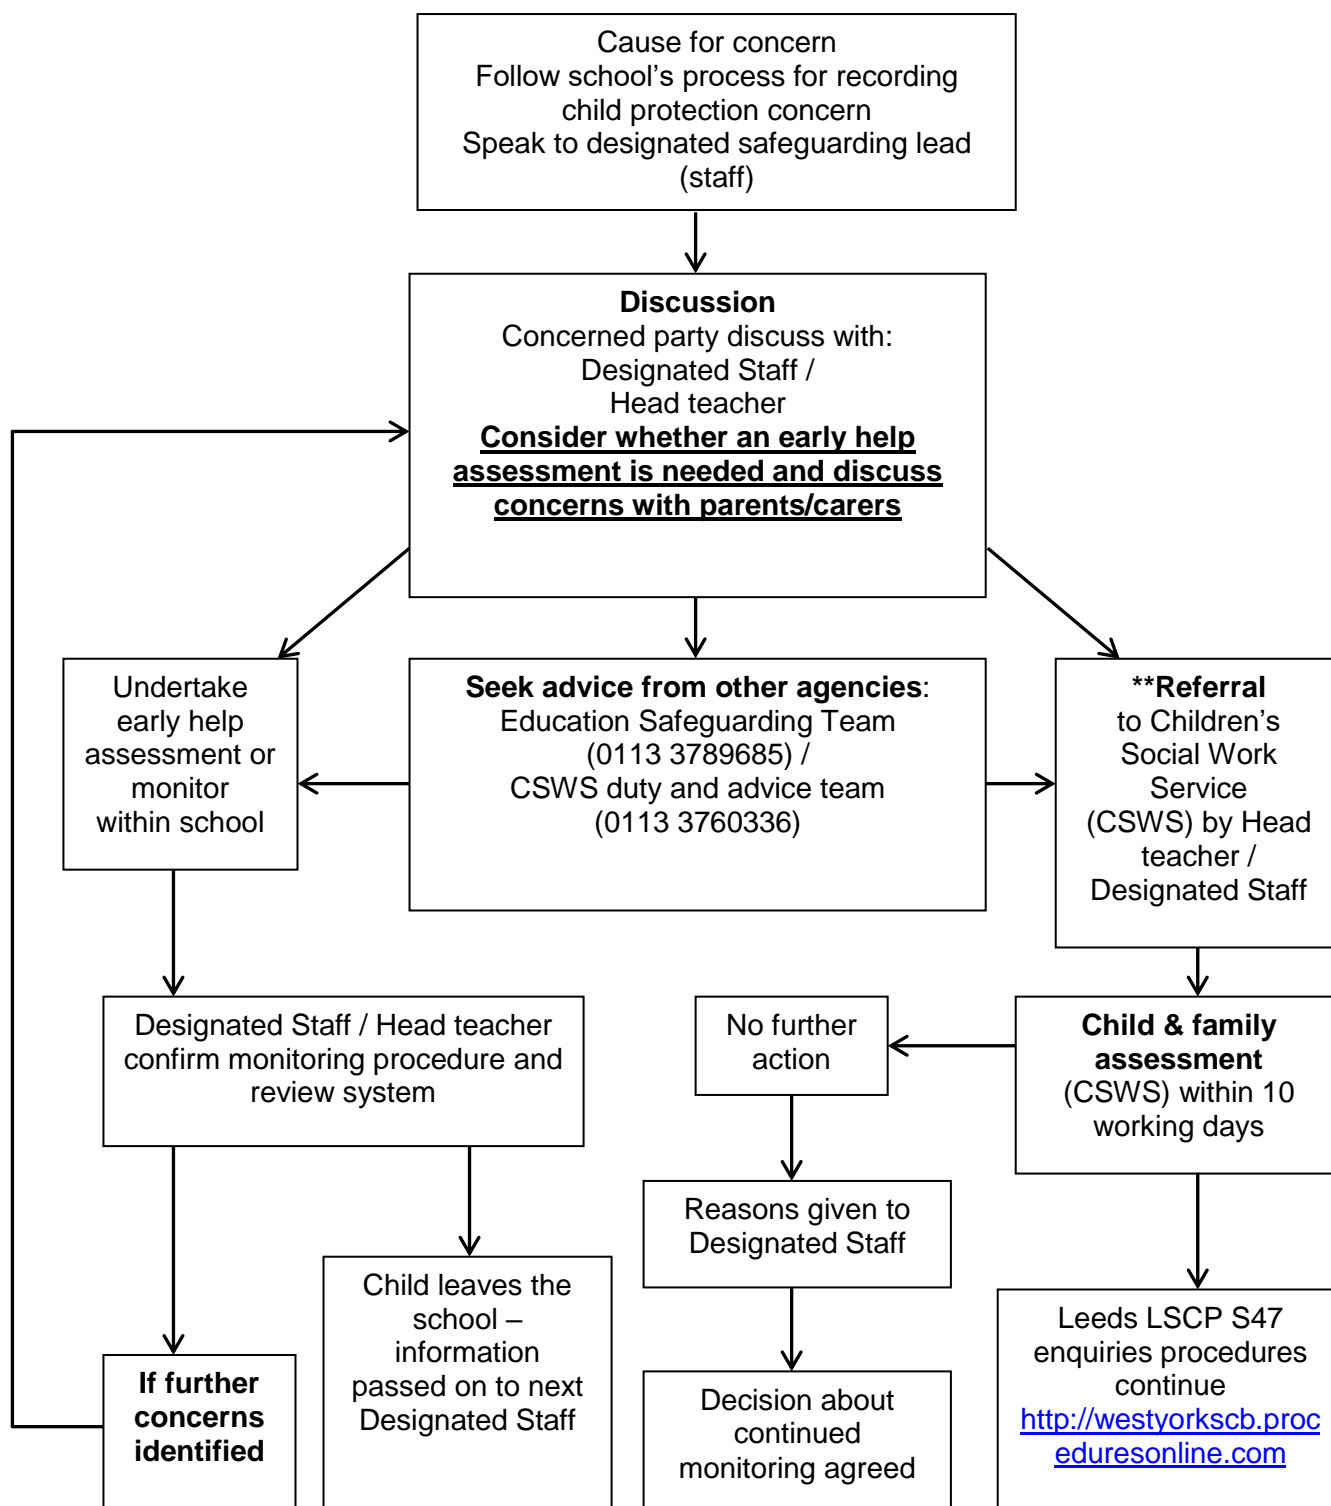 Cause for concern
Follow school’s process for recording
child protection concern
Speak to designated safeguarding lead
(staff)
Discussion
Concerned party discuss with:
Designated Staff /
Head teacher
Consider whether an early help
assessment is needed and discuss
concerns with parents/carers
Undertake
early help
assessment or
monitor
within school
Seek advice from other agencies:
Education Safeguarding Team
(0113 3789685) /
CSWS duty and advice team
(0113 3760336)
**Referral
to Children’s
Social Work
Service
(CSWS) by Head
teacher /
Designated Staff
Designated Staff / Head teacher
confirm monitoring procedure and
review system
No further
action
Child & family
assessment
(CSWS) within 10
working days
Reasons given to
Designated Staff
Child leaves the
school –
information
passed on to next
Designated Staff
Leeds LSCP S47
enquiries procedures
continue
http://westyorkscb.proc
eduresonline.com
If further
concerns
identified
Decision about
continued
monitoring agreed